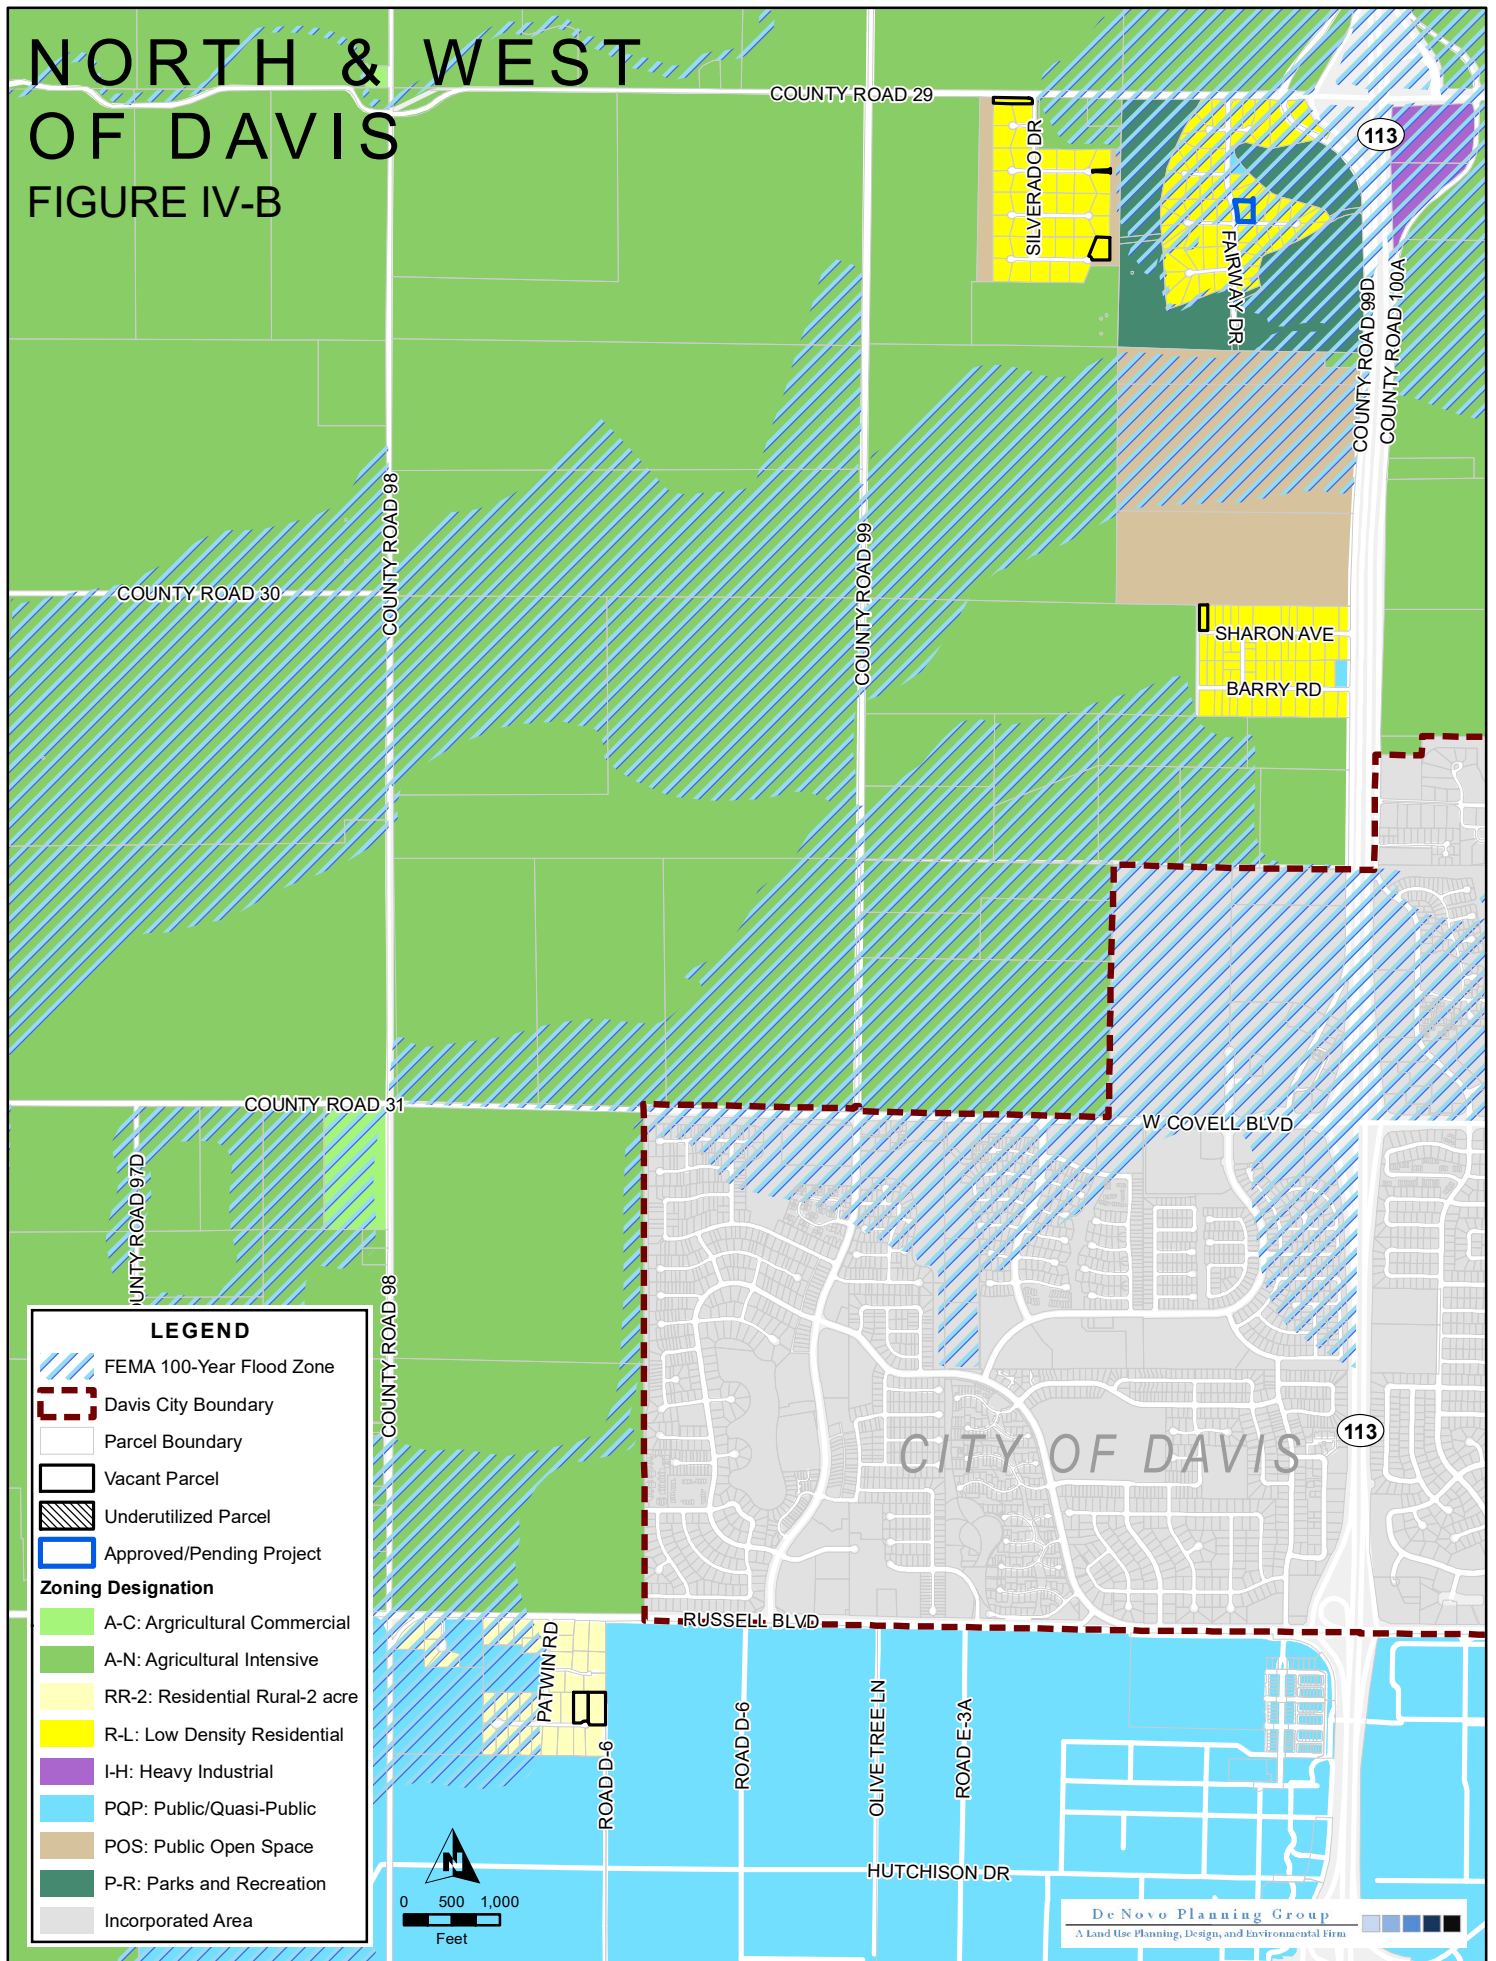 NORTH & WEST
OF DAVIS
FIGURE IV-B
COUNTY ROAD 29
SILVERADO DR
FAIRWAY DR
113
COUNTY ROAD 99D
COUNTY ROAD 100A
COUNTY ROAD 98
COUNTY ROAD 99
COUNTY ROAD 30
SHARON AVE
BARRY RD
COUNTY ROAD 31
W COVELL BLVD
OUNTY ROAD 97D
COUNTY ROAD 98
CITY OF DAVIS
113
RUSSELL BLVD
PATWIN RD
ROAD D-6
ROAD D-6
OLIVE TREE LN
ROAD E-3A
HUTCHISON DR
LEGEND
FEMA 100-Year Flood Zone
Davis City Boundary
Parcel Boundary
Vacant Parcel
Underutilized Parcel
Approved/Pending Project
Zoning Designation
A-C: Argricultural Commercial
A-N: Agricultural Intensive
RR-2: Residential Rural-2 acre
R-L: Low Density Residential
I-H: Heavy Industrial
PQP: Public/Quasi-Public
POS: Public Open Space
P-R: Parks and Recreation
Incorporated Area
N
0 500 1,000
Feet
De Novo Planning Group
A Land Use Planning, Design, and Environmental Firm